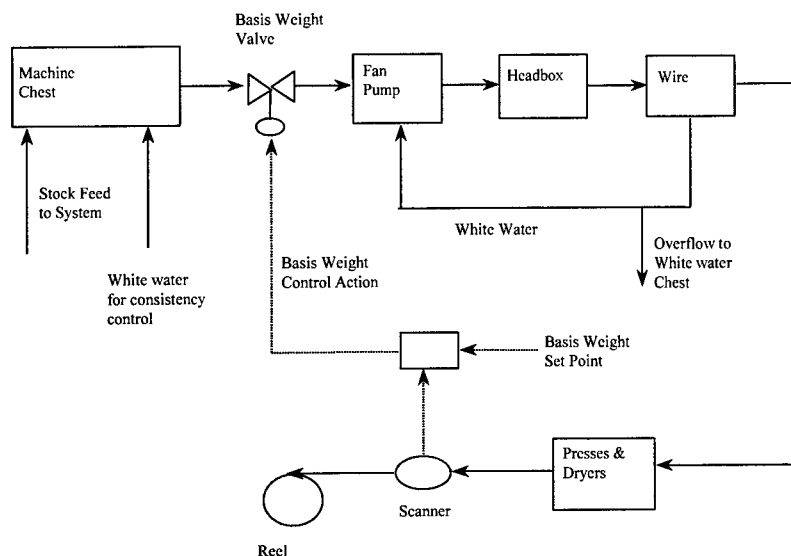 Basis Weight
Valve
Machine
Chest
Fan
Pump
Headbox
Wire
Stock Feed
to System
White Water
Overflow to
White water
Chest
White water
for consistency
control
Basis Weight
Control Action
Basis Weight
Set Point
Presses &
Dryers
Scanner
Reel